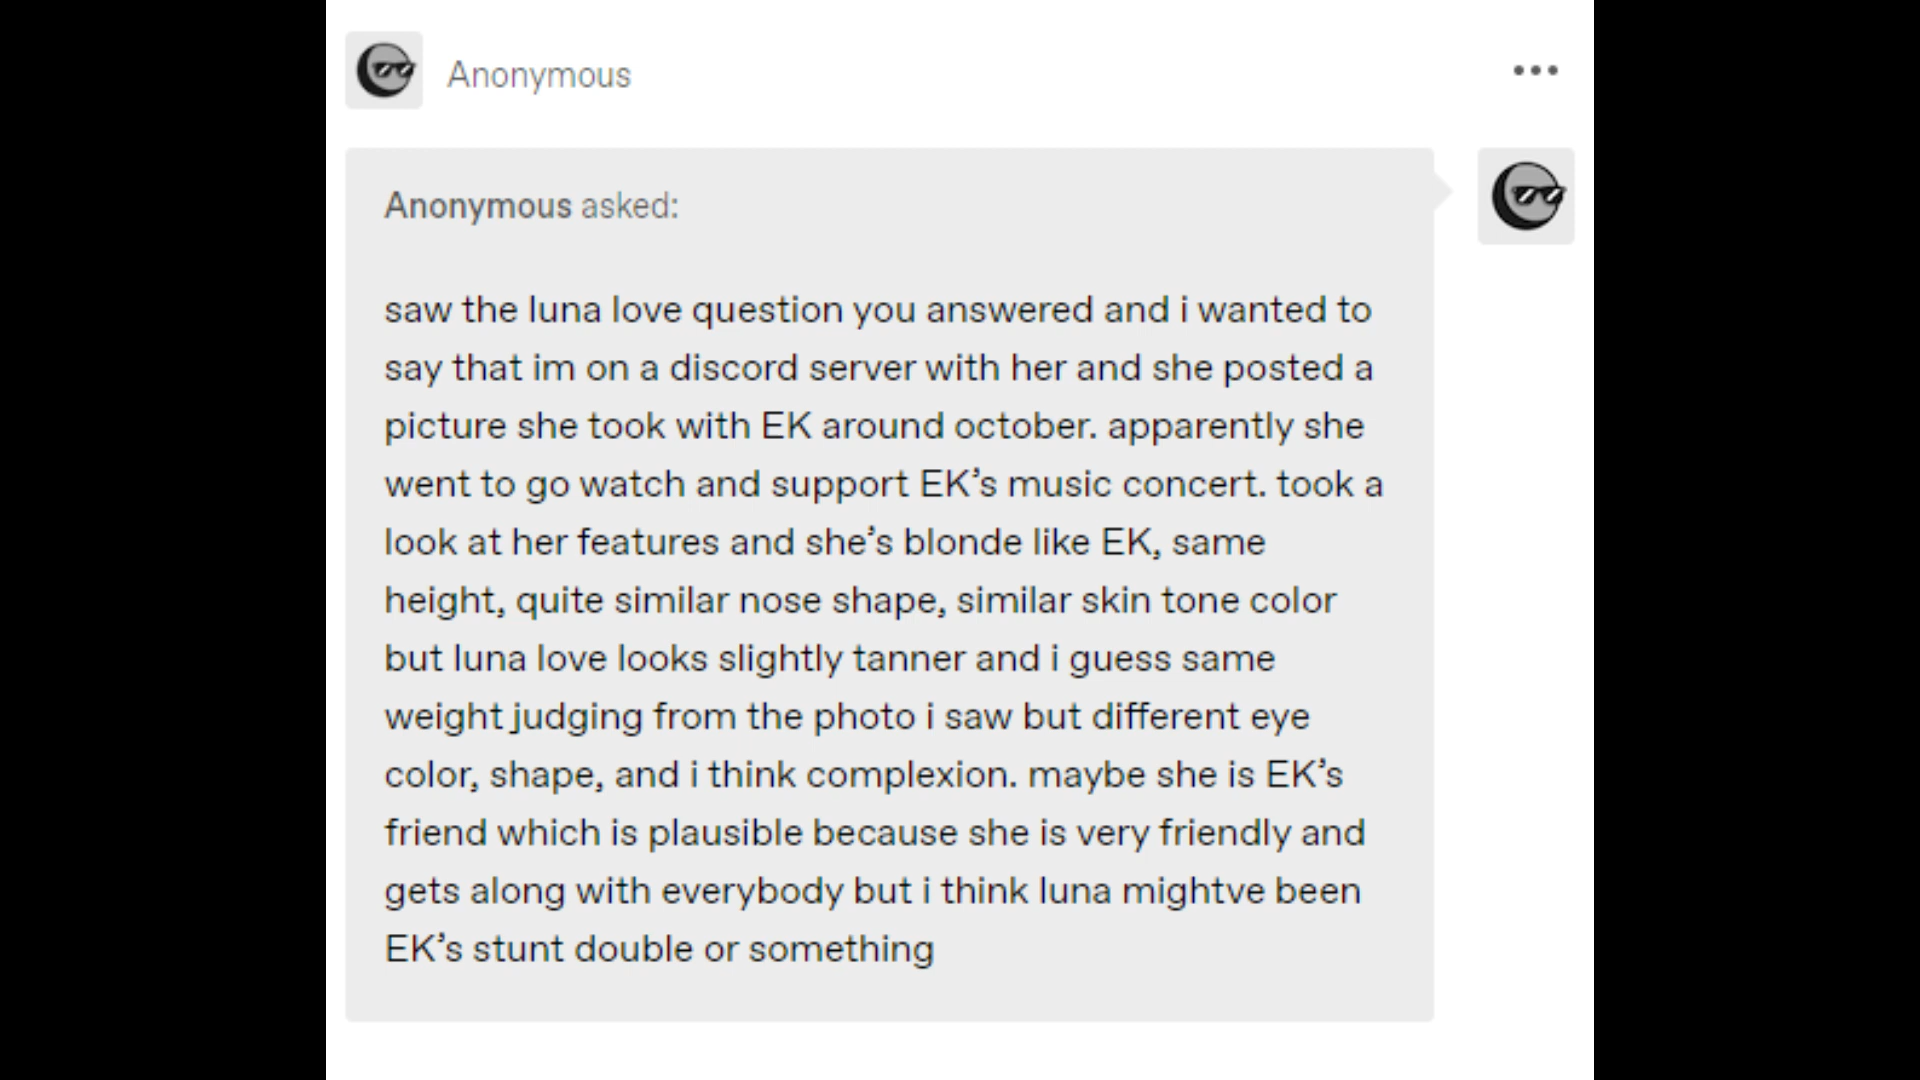 Anonymous
Anonymous asked:
saw the luna love question you answered and i wanted to
say that im on a discord server with her and she posted a
picture she took with EK around october. apparently she
went to go watch and support EK’s music concert. took a
look at her features and she’s blonde like EK, same
height, quite similar nose shape, similar skin tone color
but luna love looks slightly tanner and i guess same
weight judging from the photo i saw but different eye
color, shape, and i think complexion. maybe she is EK’s
friend which is plausible because she is very friendly and
gets along with everybody but i think luna mightve been
EK’s stunt double or something